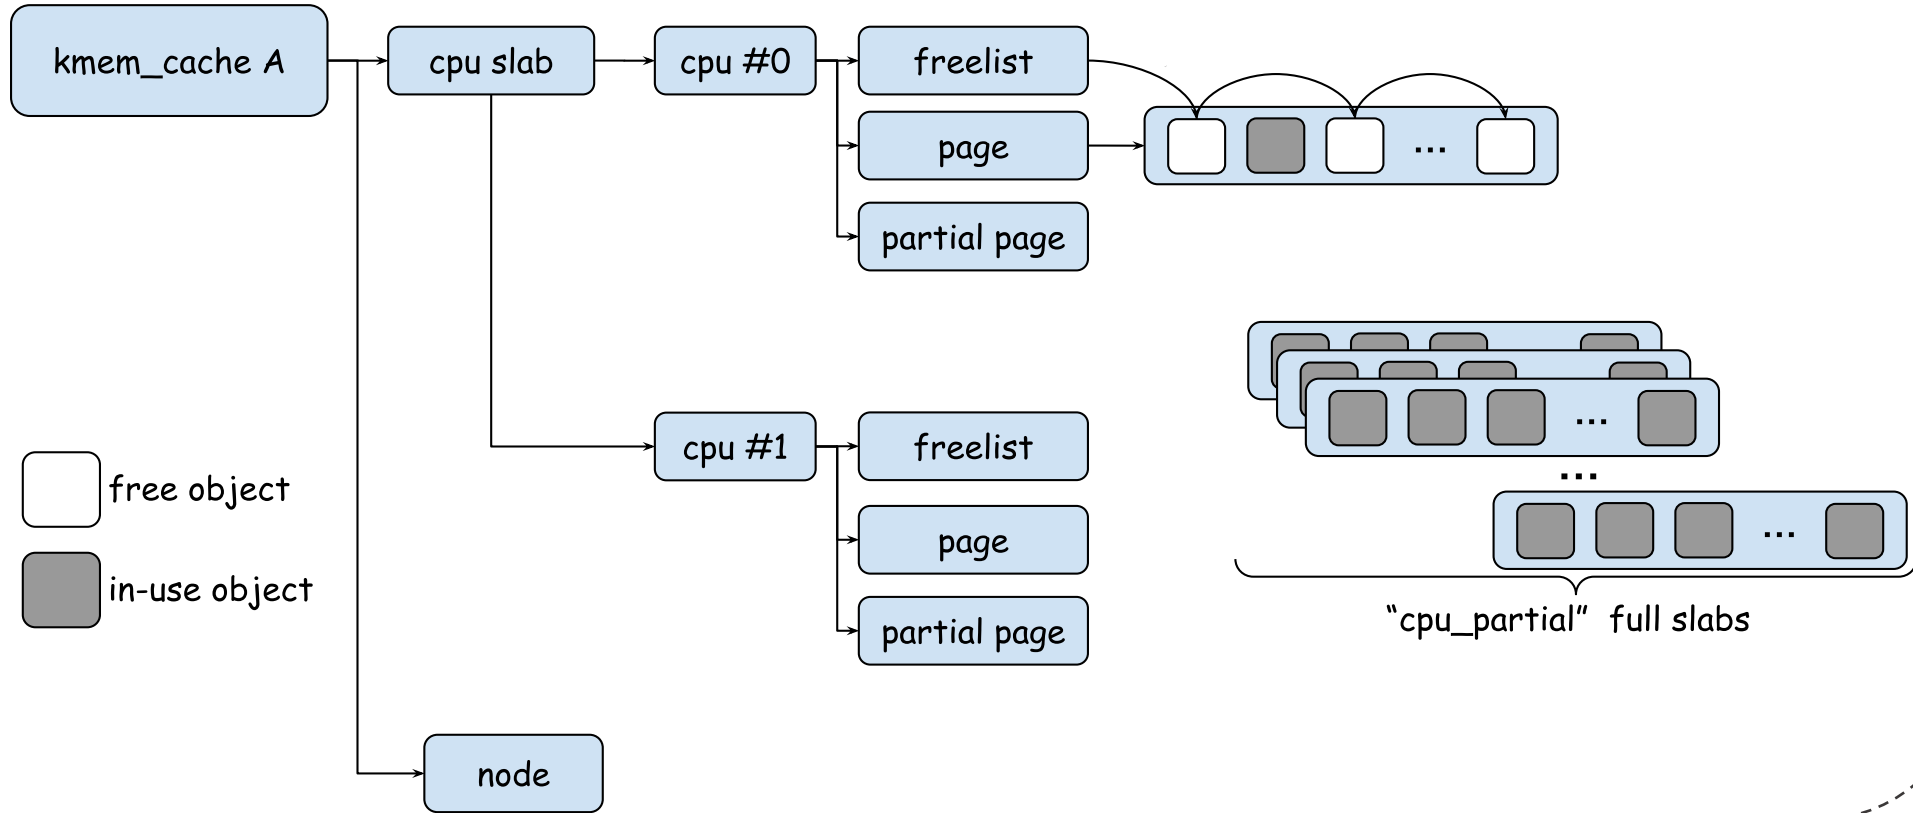 kmem_cache A
cpu slab
cpu #0
freelist
page
...
partial page
cpu #1
freelist
...
...
free object
page
...
in-use object
partial page
“cpu_partial” full slabs
node